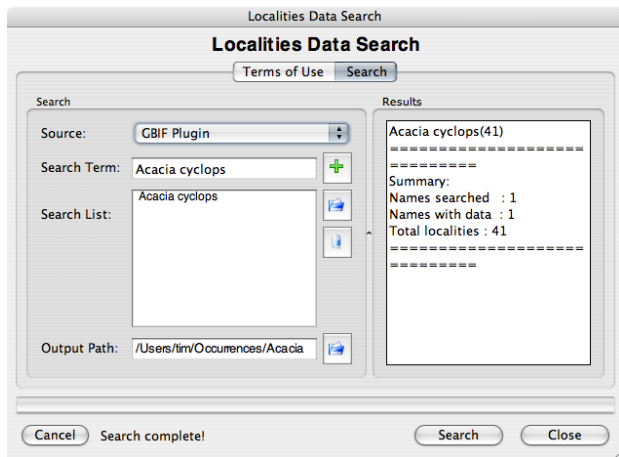 Localities Data Search
Localities Data Search
Terms of Use Search
Search
Source: GBIF Plugin
Search Term: Acacia cyclops
Search List: Acacia cyclops
Output Path: /Users/tim/Occurrences/Acacia
Results
Acacia cyclops(41)
=====================
=========
Summary:
Names searched : 1
Names with data : 1
Total localities : 41
=====================
=========
Cancel Search complete! Search Close